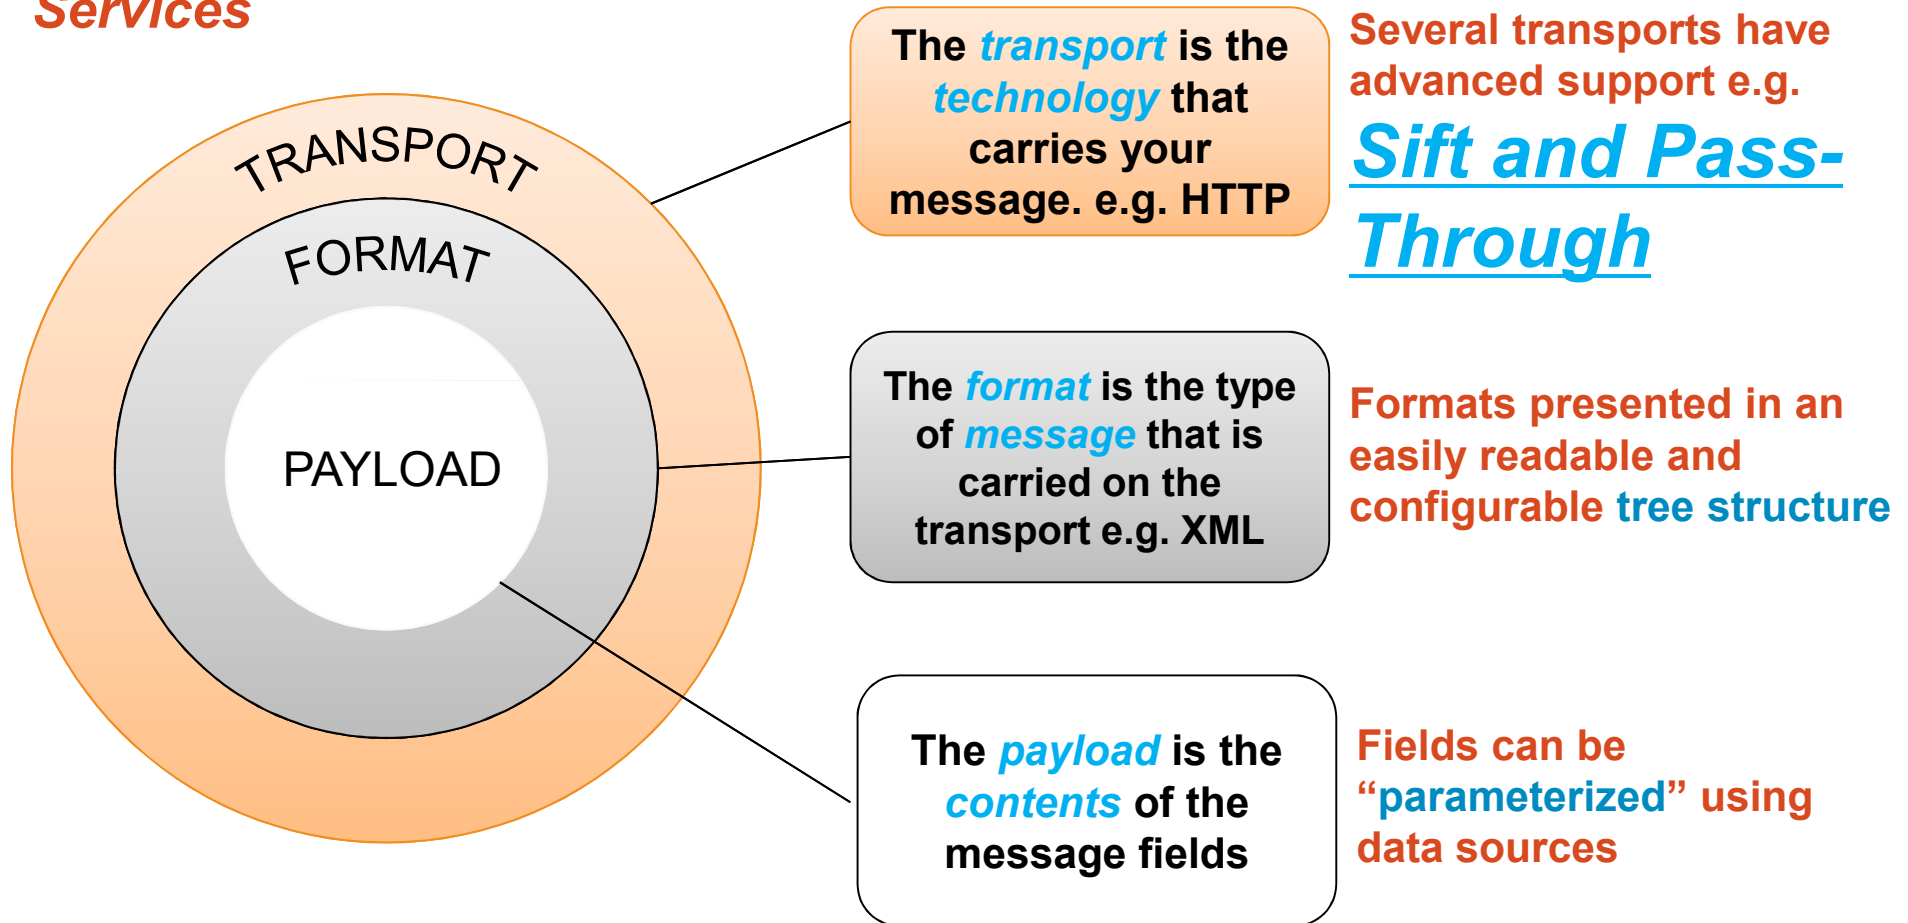 Services
TRANSPORT
FORMAT
PAYLOAD
The transport is the
technology that
carries your
message. e.g. HTTP
Several transports have
advanced support e.g.
Sift and Pass-
Through
The format is the type
of message that is
carried on the
transport e.g. XML
Formats presented in an
easily readable and
configurable tree structure
The payload is the
contents of the
message fields
Fields can be
“parameterized” using
data sources